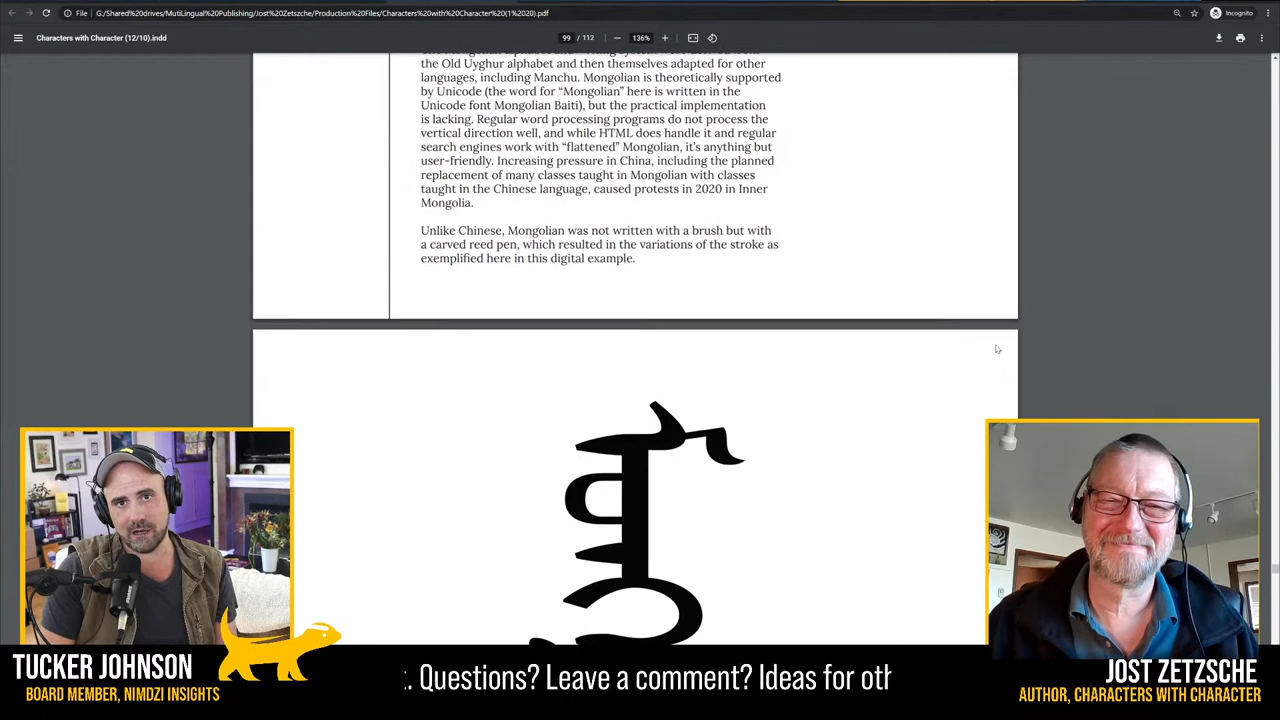 File
G:/Shared%20drives/MutiLingual%20Publishing/Jost%20Zetszche/Production%20Files/Characters%20with%20Character%20(1%2020).pdf
Incognito
Characters with Character (12/10).indd
99 / 112
136%
the Old Uyghur alphabet and then themselves adapted for other
languages, including Manchu. Mongolian is theoretically supported
by Unicode (the word for “Mongolian” here is written in the
Unicode font Mongolian Baiti), but the practical implementation
is lacking. Regular word processing programs do not process the
vertical direction well, and while HTML does handle it and regular
search engines work with “flattened” Mongolian, it’s anything but
user-friendly. Increasing pressure in China, including the planned
replacement of many classes taught in Mongolian with classes
taught in the Chinese language, caused protests in 2020 in Inner
Mongolia.
Unlike Chinese, Mongolian was not written with a brush but with
a carved reed pen, which resulted in the variations of the stroke as
exemplified here in this digital example.
TUCKER JOHNSON
BOARD MEMBER, NIMDZI INSIGHTS
. Questions? Leave a comment? Ideas for oth
JOST ZETZSCHE
AUTHOR, CHARACTERS WITH CHARACTER